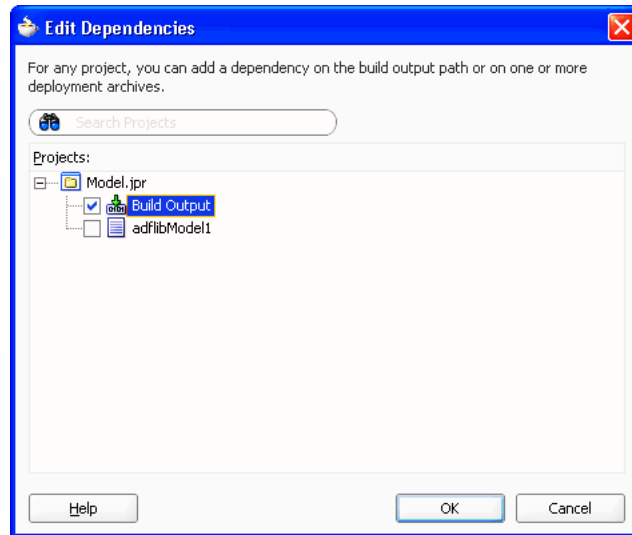 Edit Dependencies
For any project, you can add a dependency on the build output path or on one or more
deployment archives.
Search Projects
Projects:
Model.jpr
Build Output
adflibModel1
Help
OK
Cancel